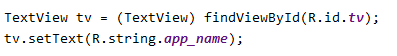 TextView tv = (TextView) findViewById(R.id.tv);
tv.setText(R.string.app_name);